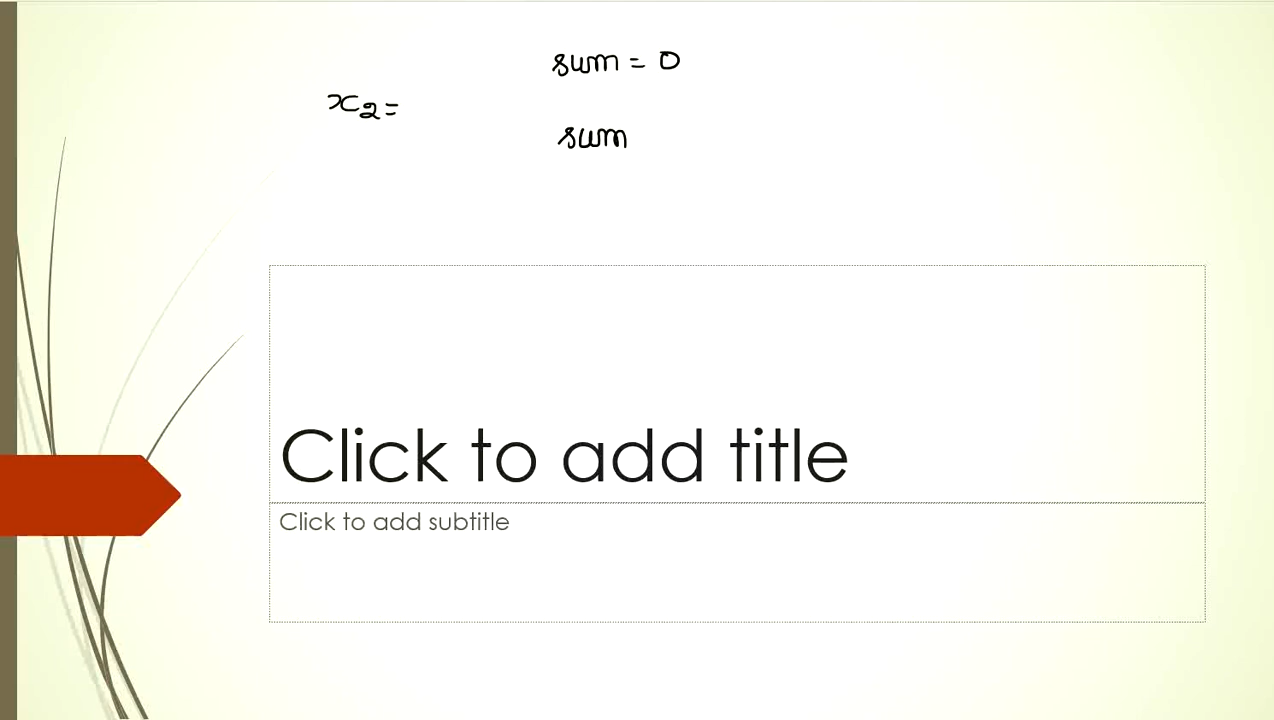 sum = 0
x₂=
sum
Click to add title
Click to add subtitle